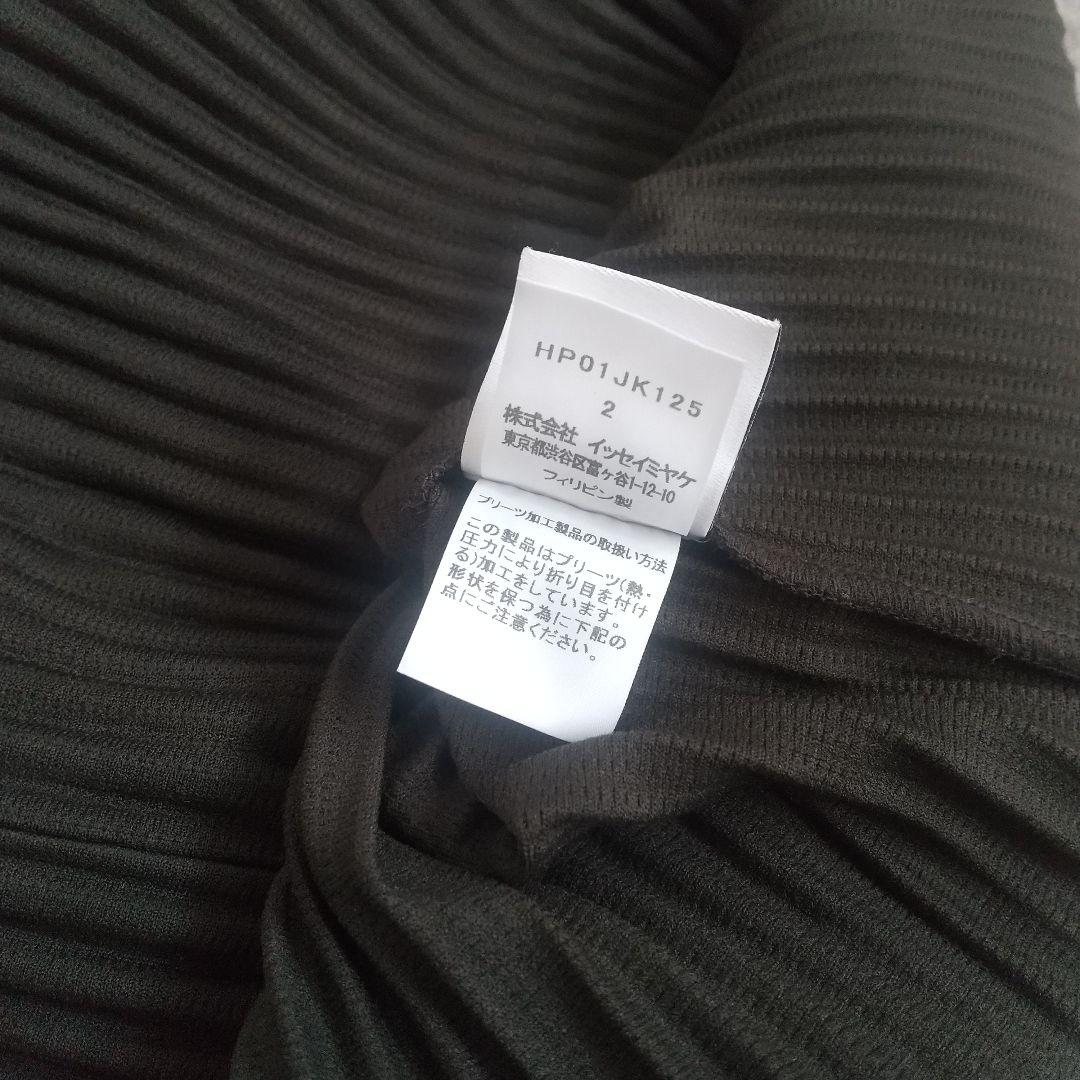 HP01JK125
2
株式会社 イッセイミヤケ
東京都渋谷区富ヶ谷1-12-10
フィリピン製
プリーツ加工製品の取扱い方法
この製品はプリーツ(熱・
圧力により折り目を付け
る)加工をしています。
形状を保つ為に下記の
点にご注意ください。